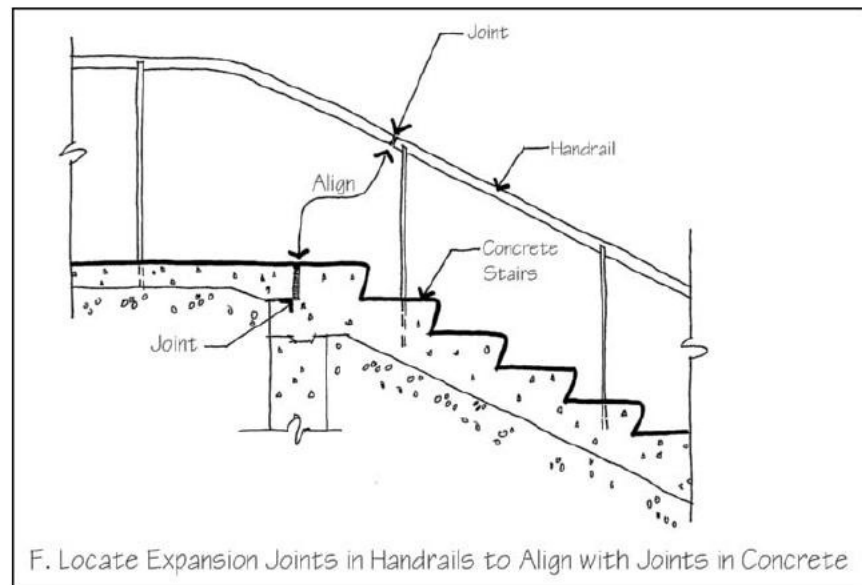 Joint
Handrail
Align
Concrete
Stairs
Joint
F. Locate Expansion Joints in Handrails to Align with Joints in Concrete